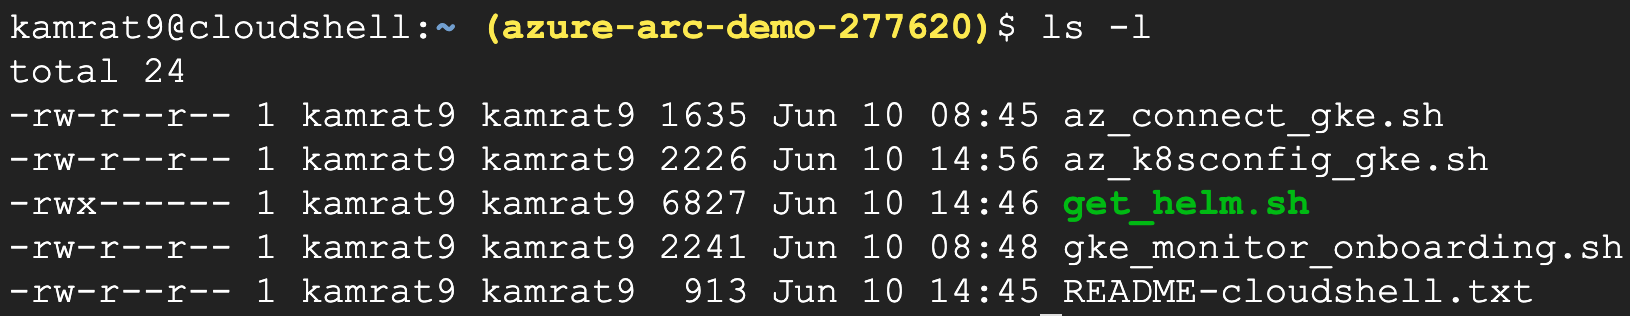 kamrat9@cloudshell:~ (azure-arc-demo-277620)$ ls -l
total 24
-rw-r--r-- 1 kamrat9 kamrat9 1635 Jun 10 08:45 az_connect_gke.sh
-rw-r--r-- 1 kamrat9 kamrat9 2226 Jun 10 14:56 az_k8sconfig_gke.sh
-rwx------ 1 kamrat9 kamrat9 6827 Jun 10 14:46 get_helm.sh
-rw-r--r-- 1 kamrat9 kamrat9 2241 Jun 10 08:48 gke_monitor_onboarding.sh
-rw-r--r-- 1 kamrat9 kamrat9  913 Jun 10 14:45 README-cloudshell.txt